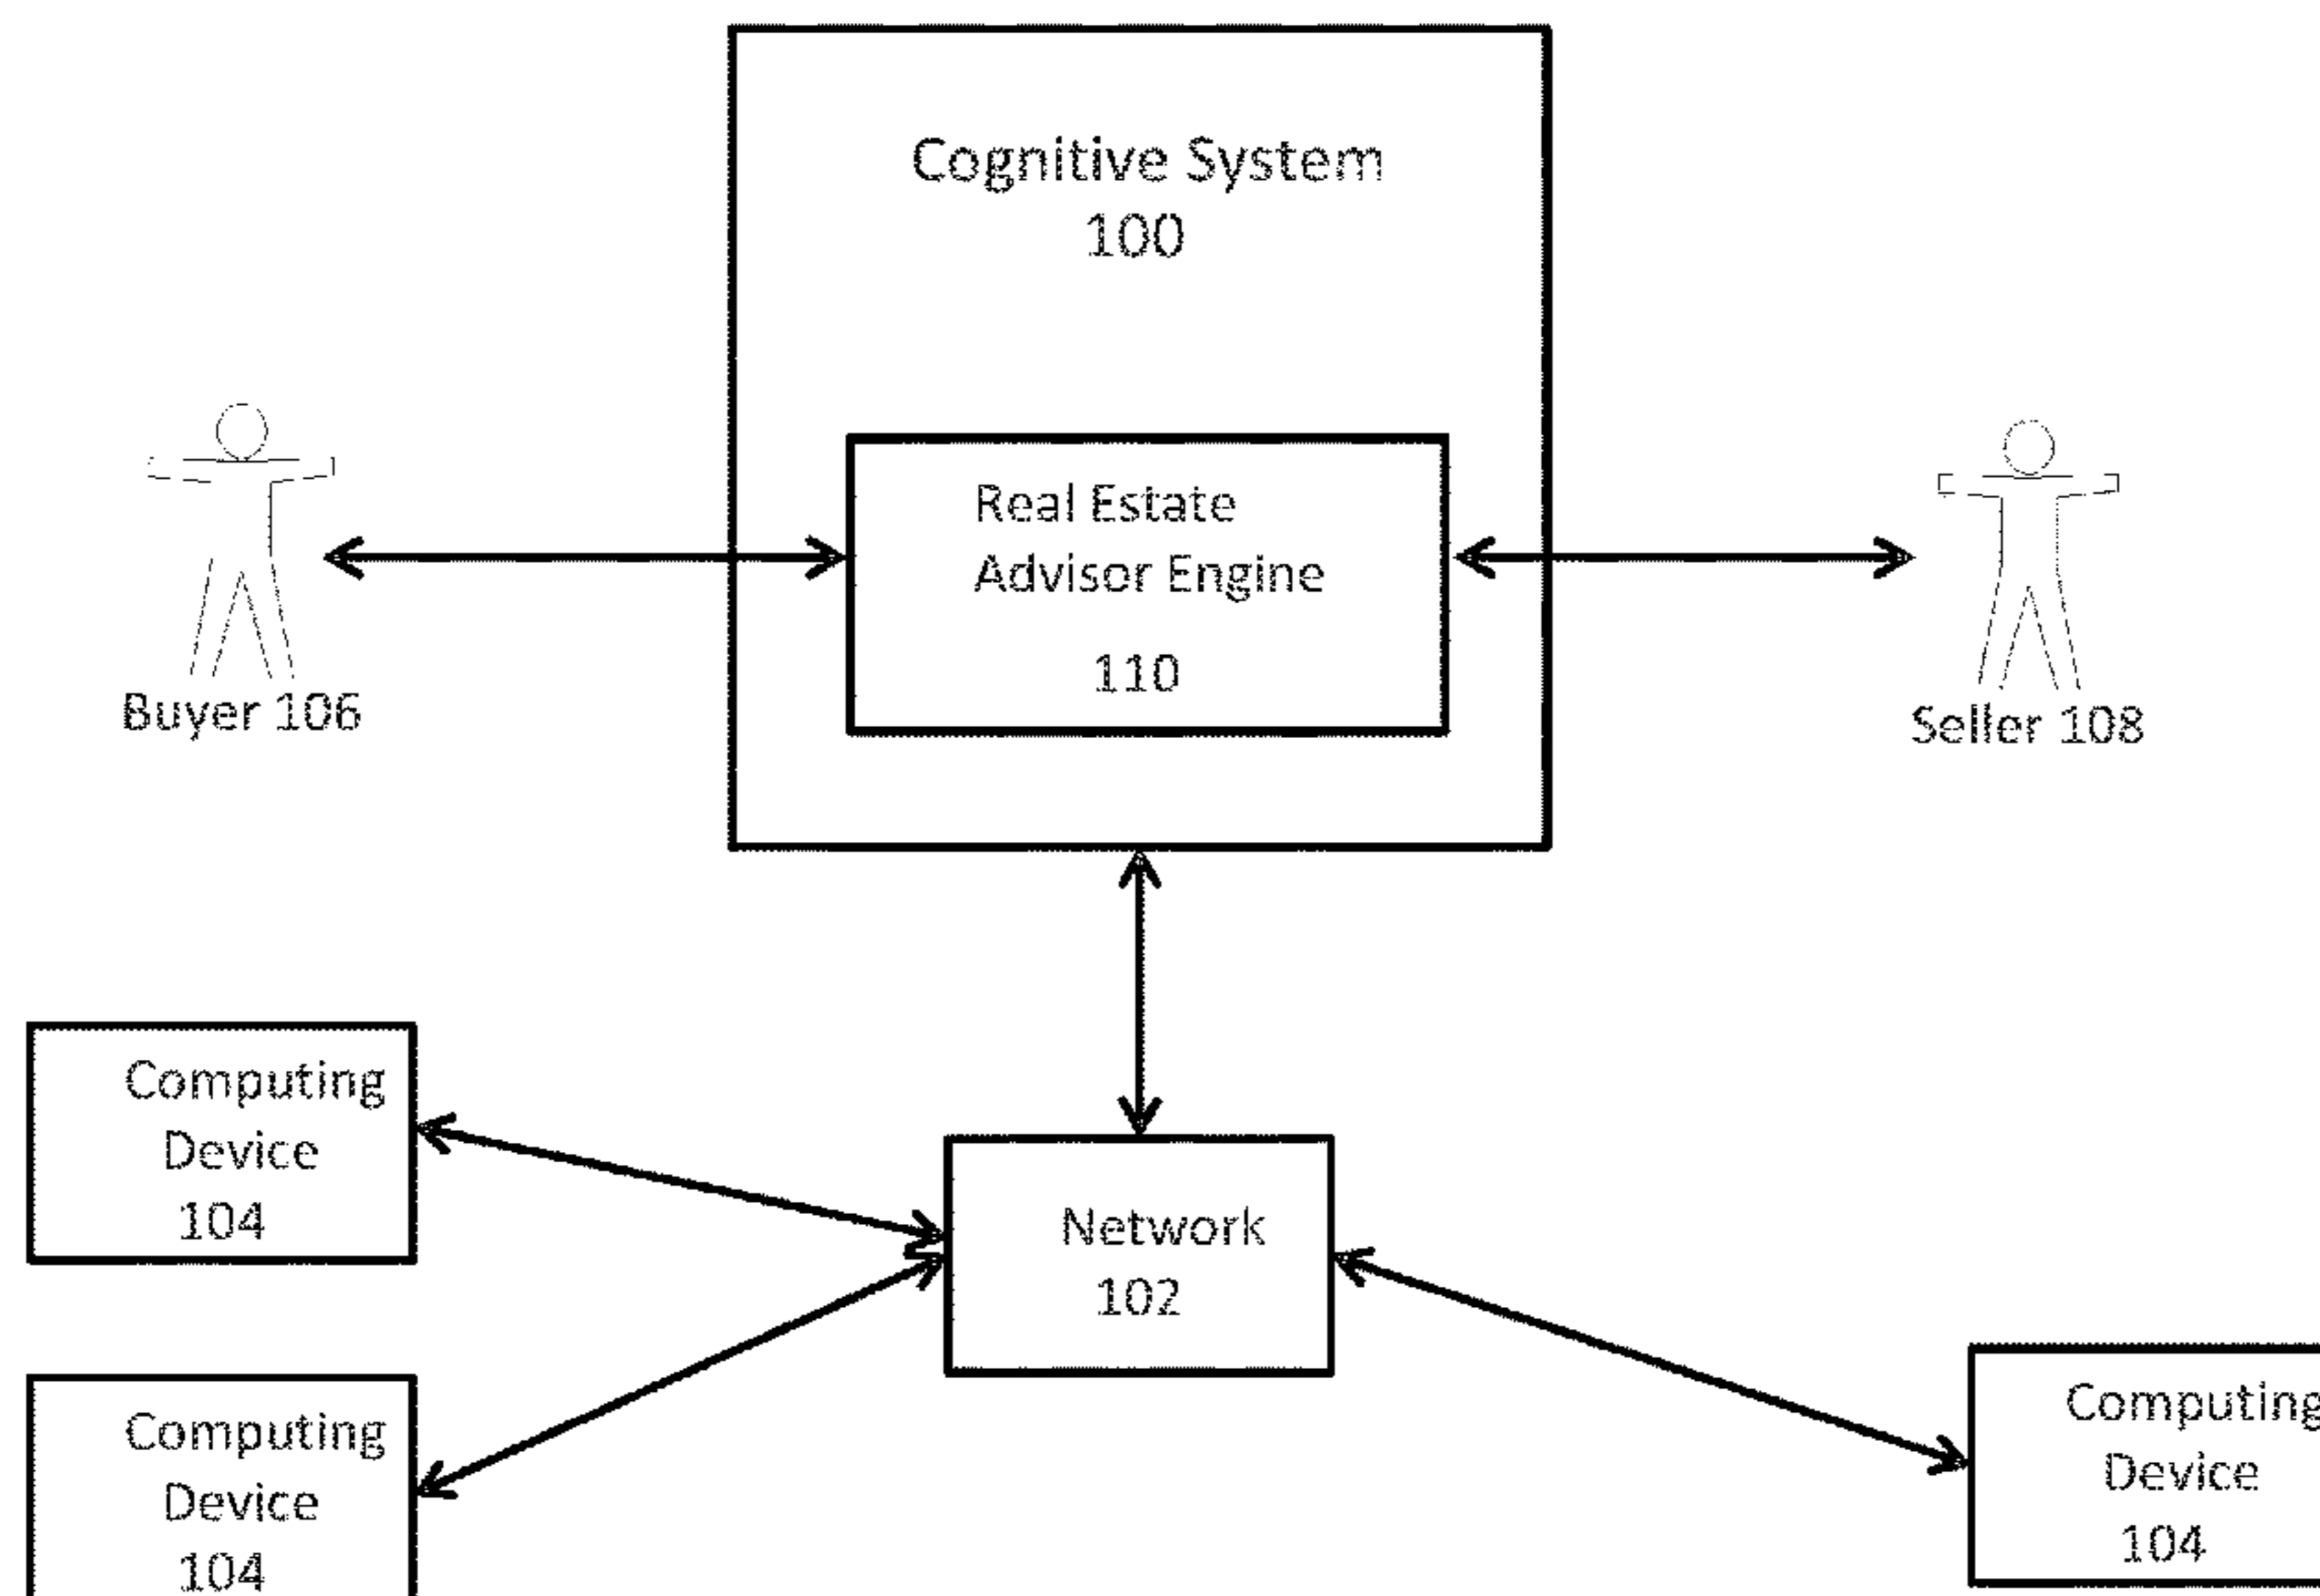 Cognitive System
100
Real Estate
Advisor Engine
110
Buyer 106
Seller 108
Computing
Device
104
Network
102
Computing
Device
104
Computing
Device
104